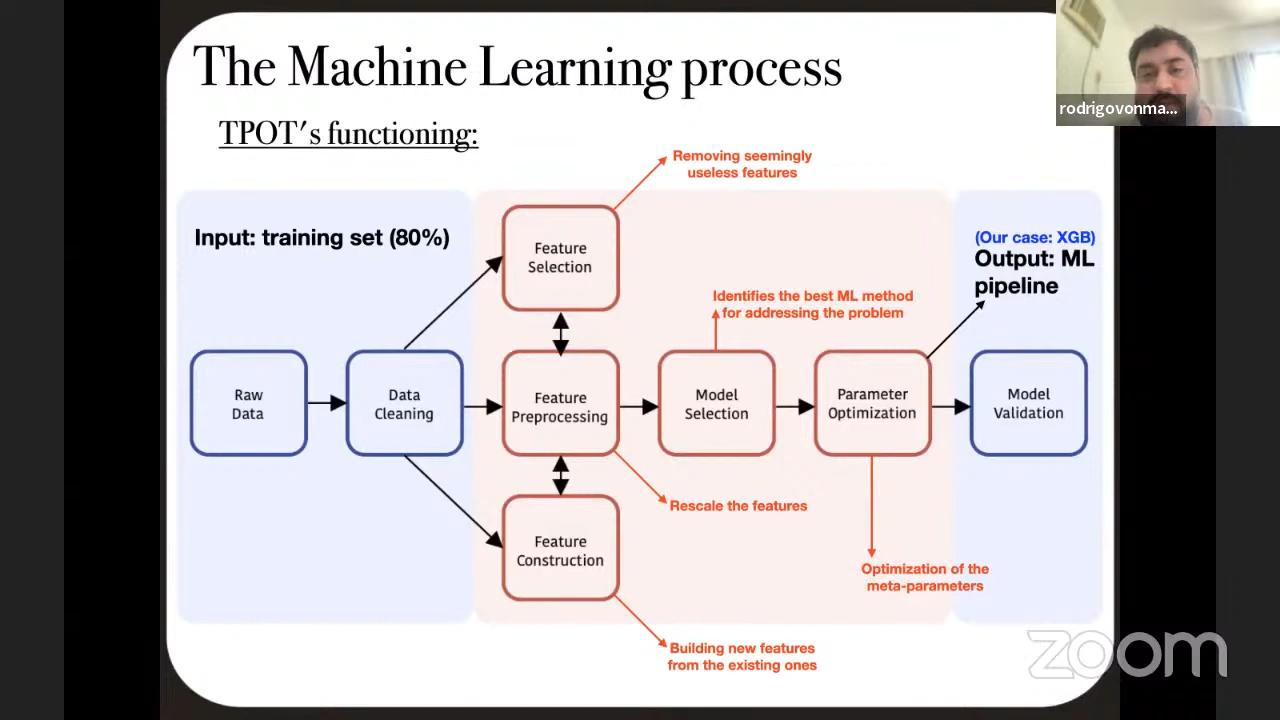 The Machine Learning process
rodrigovonma...
TPOT's functioning:
Removing seemingly
useless features
Input: training set (80%)
Feature
Selection
(Our case: XGB)
Output: ML
pipeline
Identifies the best ML method
for addressing the problem
Raw
Data
Data
Cleaning
Feature
Preprocessing
Model
Selection
Parameter
Optimization
Model
Validation
Rescale the features
Feature
Construction
Optimization of the
meta-parameters
Building new features
from the existing ones
zoom